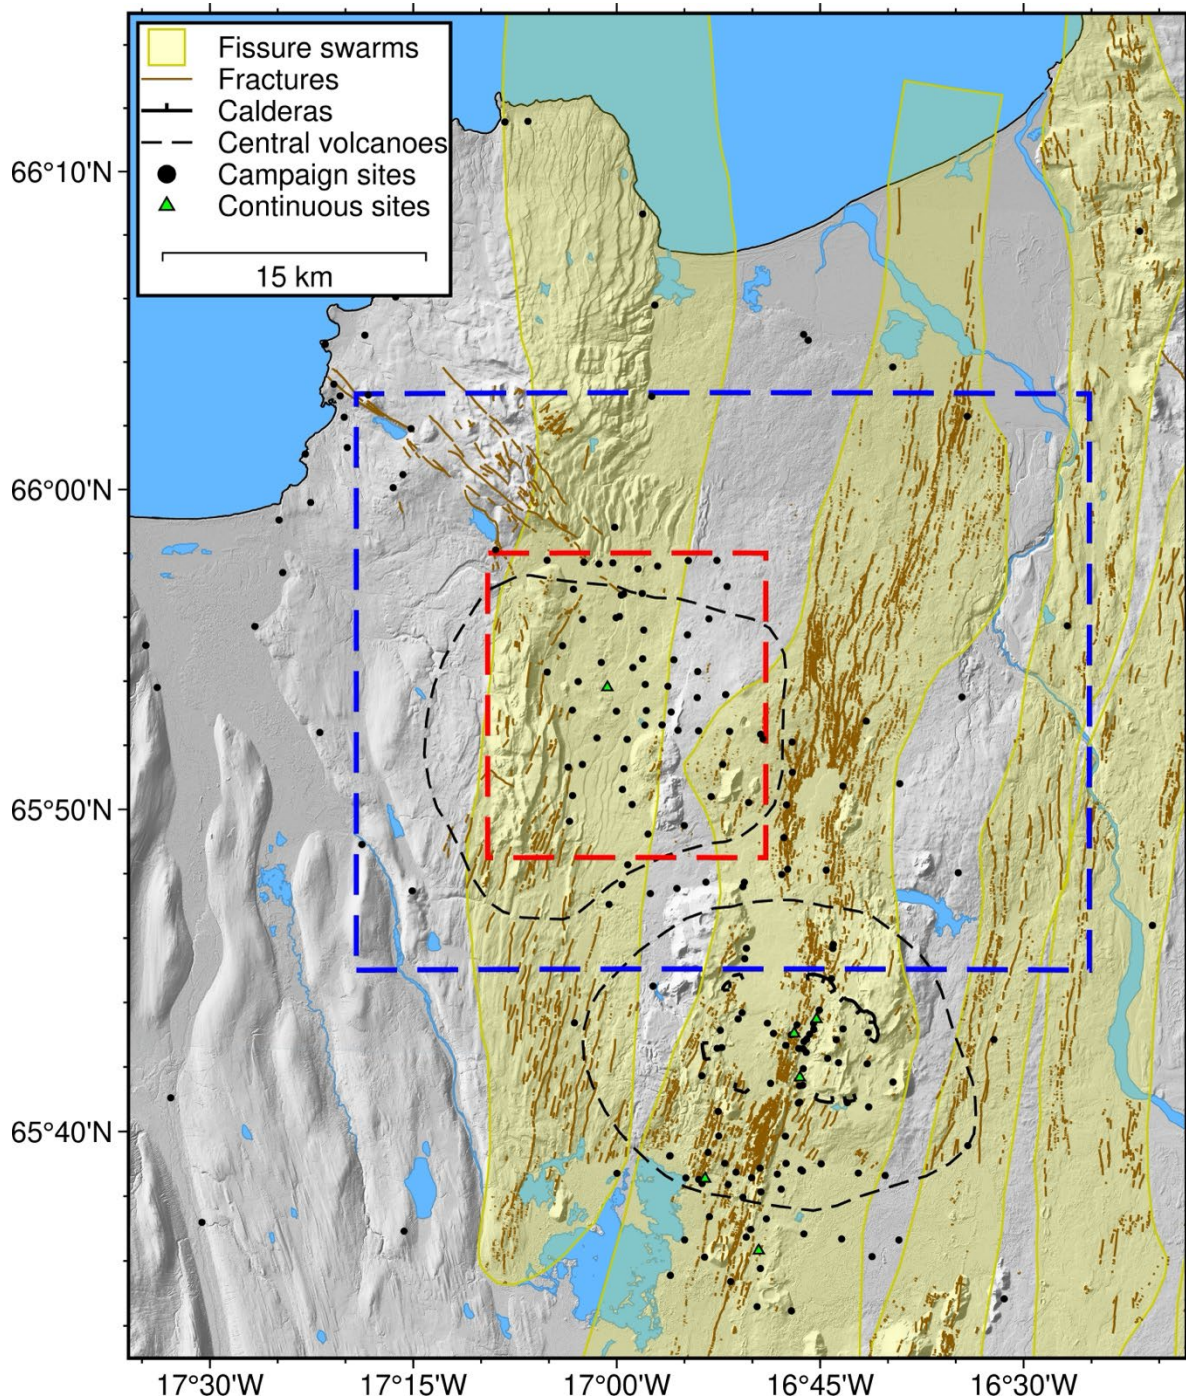 Fissure swarms
Fractures
Calderas
Central volcanoes
Campaign sites
Continuous sites
15 km
66°10'N
66°00'N
65°50'N
65°40'N
17°30'W 17°15'W 17°00'W 16°45'W 16°30'W